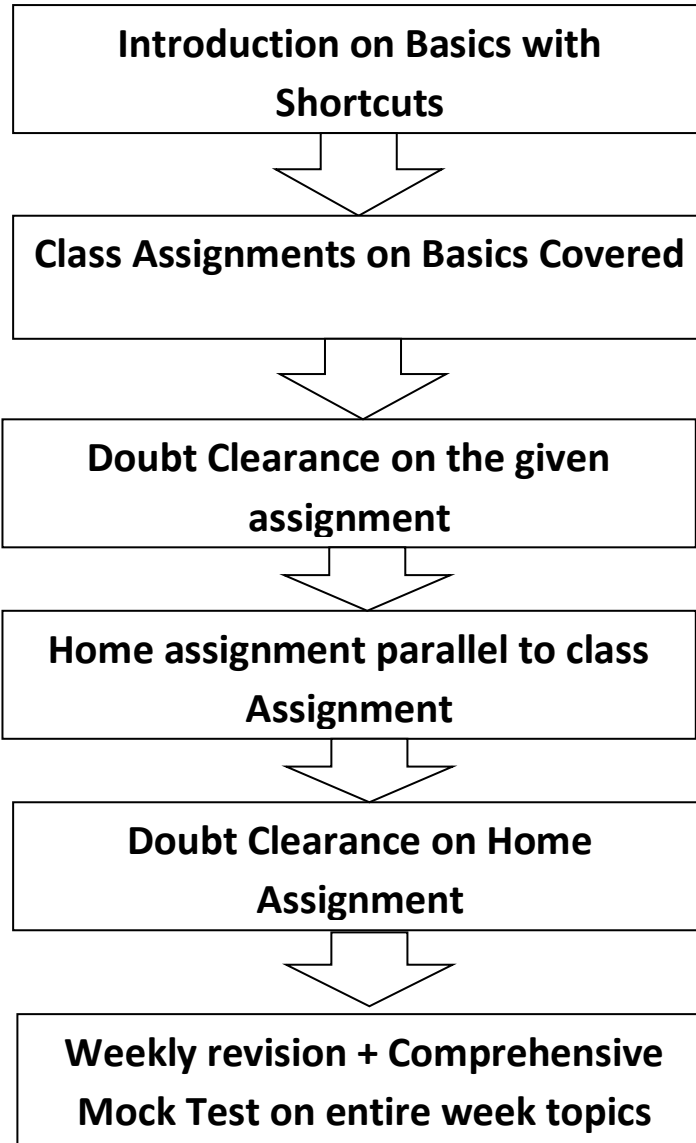 Introduction on Basics with
Shortcuts
Class Assignments on Basics Covered
Doubt Clearance on the given
assignment
Home assignment parallel to class
Assignment
Doubt Clearance on Home
Assignment
Weekly revision + Comprehensive
Mock Test on entire week topics